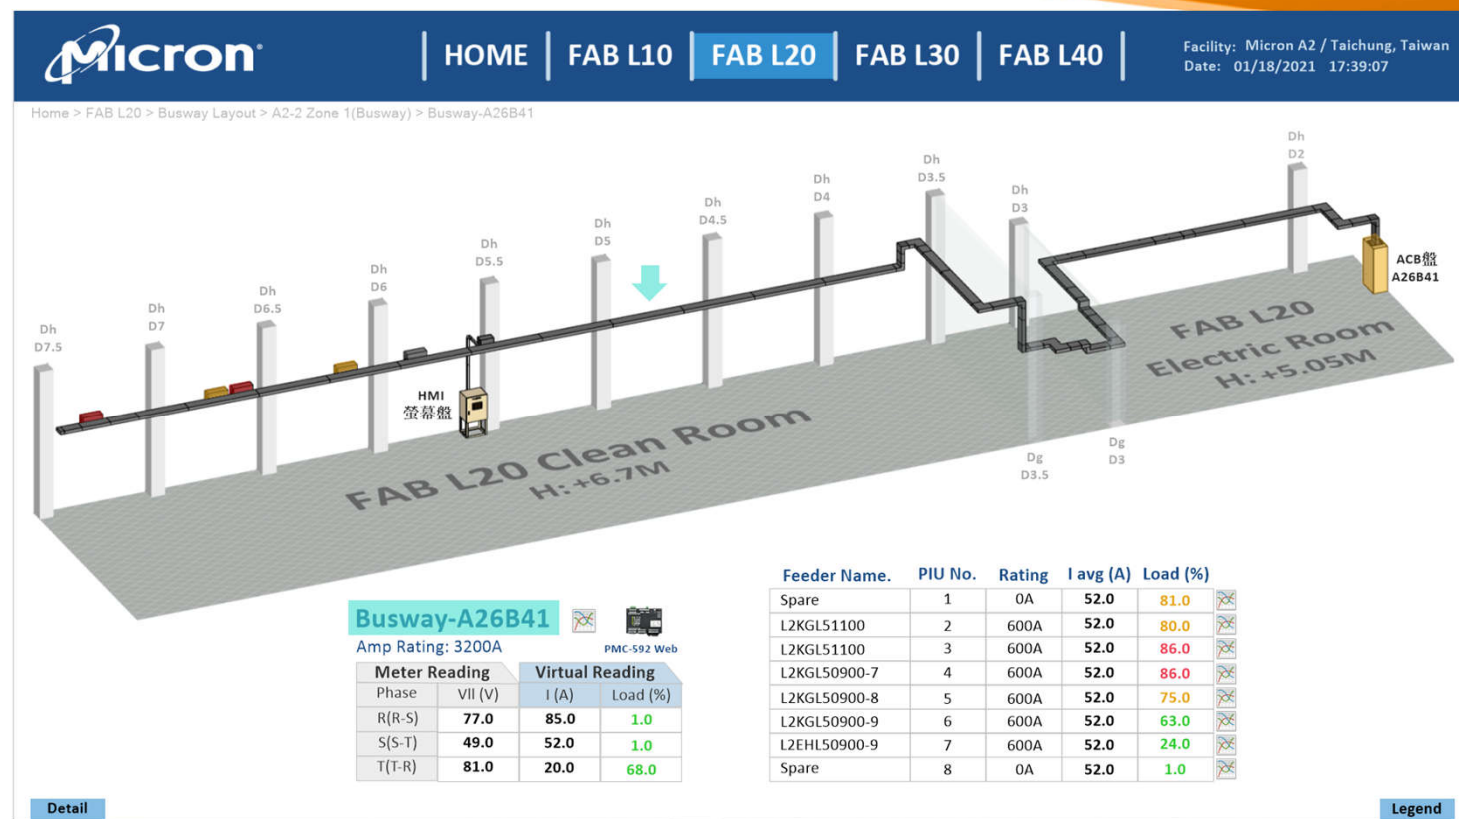 Micron
HOME FAB L10 FAB L20 FAB L30 FAB L40
Facility: Micron A2 / Taichung, Taiwan
Date: 01/18/2021 17:39:07
Home > FAB L20 > Busway Layout > A2-2 Zone 1(Busway) > Busway-A26B41
Dh
D2
Dh
D3.5
Dh
D3
Dh
D4
Dh
D4.5
Dh
D5
Dh
D5.5
Dh
D6
Dh
D6.5
Dh
D7
Dh
D7.5
ACB盤
A26B41
HMI
螢幕盤
FAB L20
Electric Room
H:+5.05M
FAB L20 Clean Room
H:+6.7M
Dg
D3
Dg
D3.5
Busway-A26B41
Amp Rating: 3200A
PMC-592 Web
Meter Reading Virtual Reading
Phase Vll (V) I (A) Load (%)
R(R-S) 77.0 85.0 1.0
S(S-T) 49.0 52.0 1.0
T(T-R) 81.0 20.0 68.0
Feeder Name. PIU No. Rating I avg (A) Load (%)
Spare 1 0A 52.0 81.0
L2KGL51100 2 600A 52.0 80.0
L2KGL51100 3 600A 52.0 86.0
L2KGL50900-7 4 600A 52.0 86.0
L2KGL50900-8 5 600A 52.0 75.0
L2KGL50900-9 6 600A 52.0 63.0
L2EHL50900-9 7 600A 52.0 24.0
Spare 8 0A 52.0 1.0
Detail
Legend